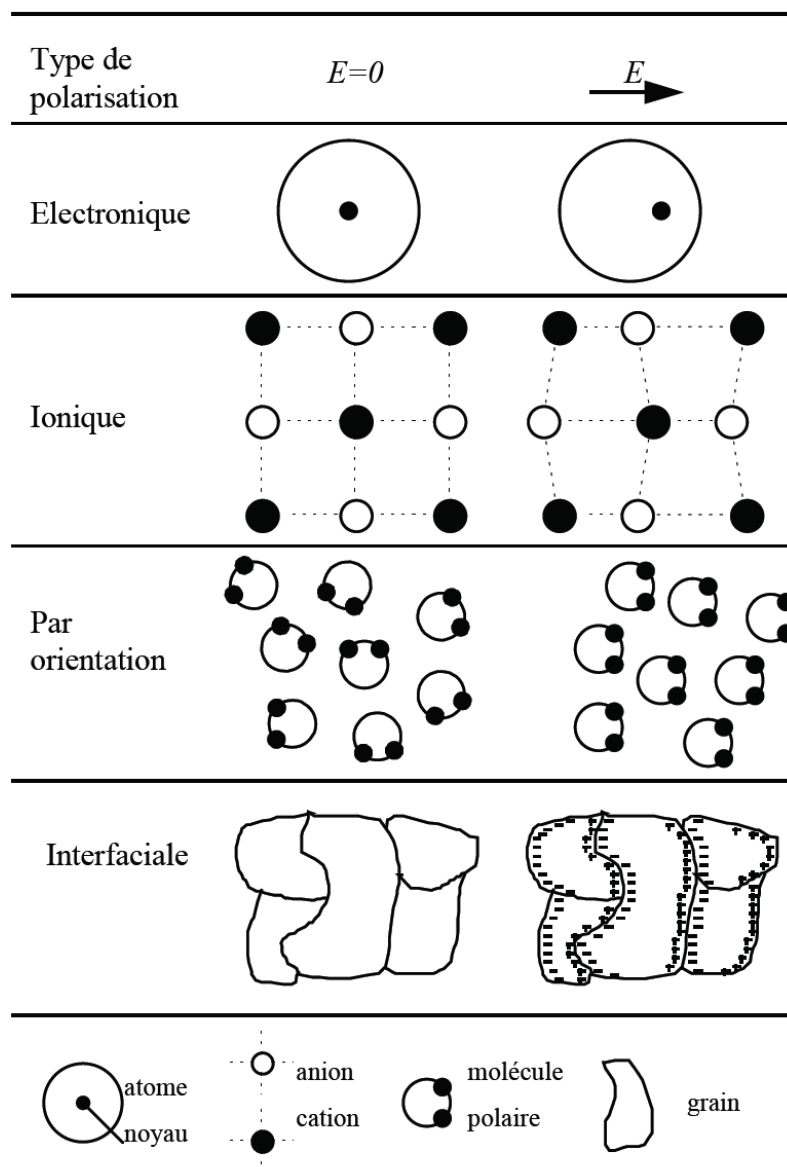 Type de
polarisation
E=0
E
Electronique
Ionique
Par
orientation
Interfaciale
atome
noyau
anion
cation
molécule
polaire
grain